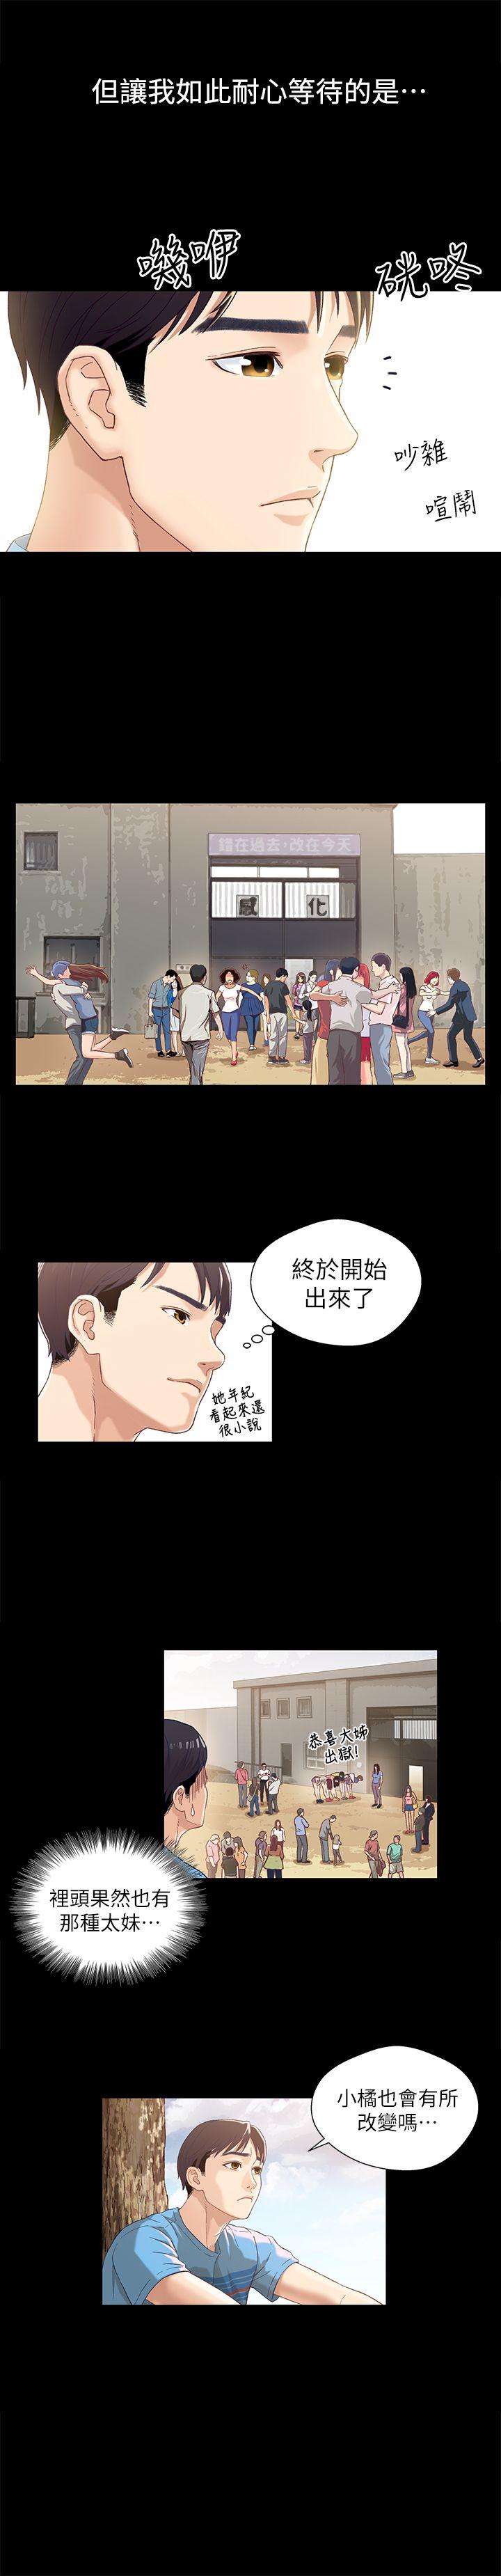 但讓我如此耐心等待的是…
嘰咿
硄咚
吵雜
喧鬧
錯在過去,改在今天
感化
終於開始
出來了
她年紀
看起來還
很小說
恭喜大姊
出獄!
裡頭果然也有
那種太妹…
小橘也會有所
改變嗎…